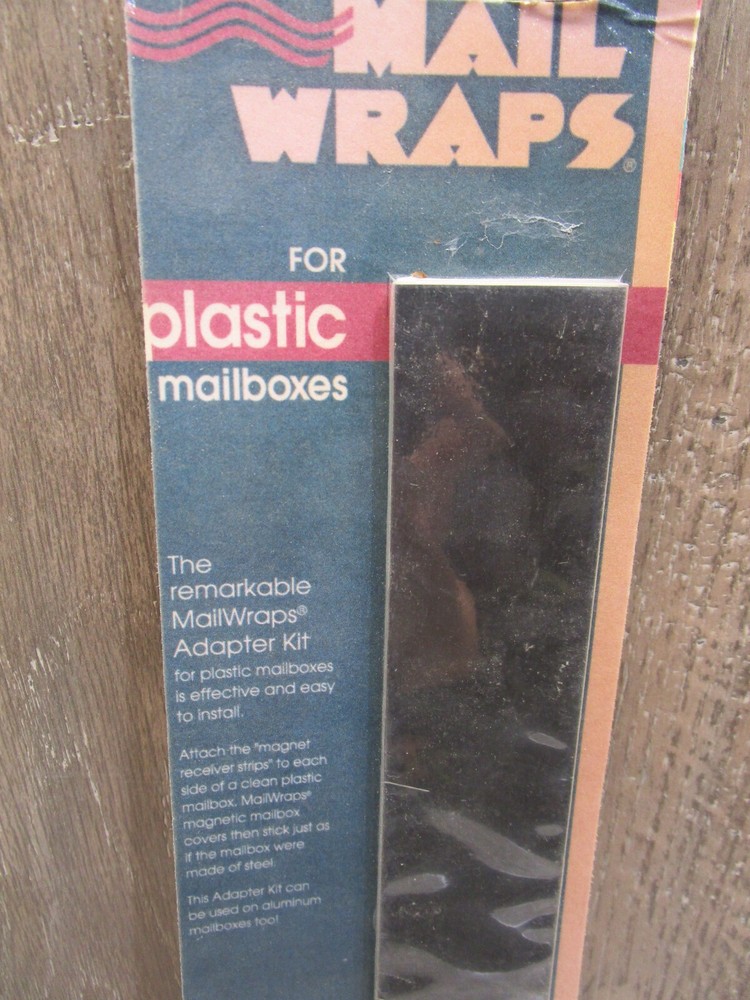 MAIL
WRAPS®
FOR
plastic
mailboxes
The
remarkable
MailWraps®
Adapter Kit
for plastic mailboxes
is effective and easy
to install.
Attach the "magnet
receiver strips" to each
side of a clean plastic
mailbox. MailWraps®
magnetic mailbox
covers then stick just as
if the mailbox were
made of steel.
This Adapter Kit can
be used on aluminum
mailboxes too!